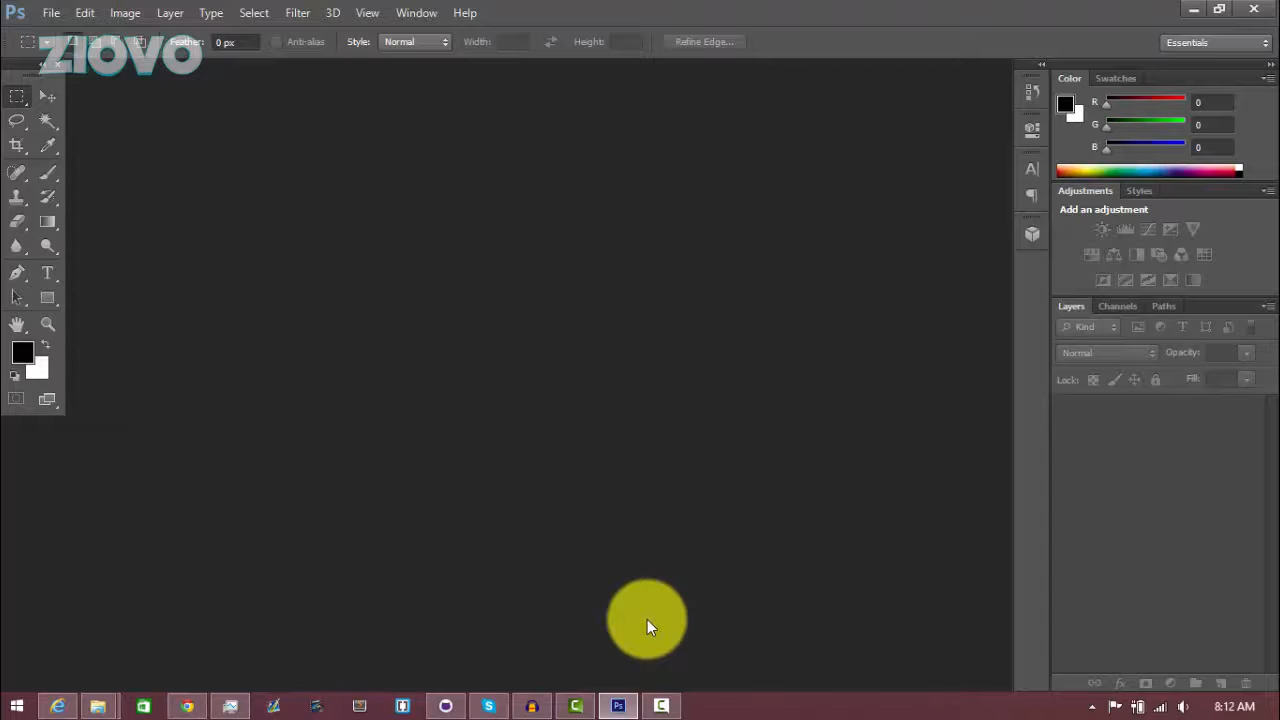 Ps File Edit Image Layer Type Select Filter 3D View Window Help
Feather: 0 px Anti-alias Style: Normal Width: Height: Refine Edge... Essentials
ZIOVO
Color Swatches
R 0
G 0
B 0
Adjustments Styles
Add an adjustment
Layers Channels Paths
Kind
Normal Opacity:
Lock: Fill:
8:12 AM